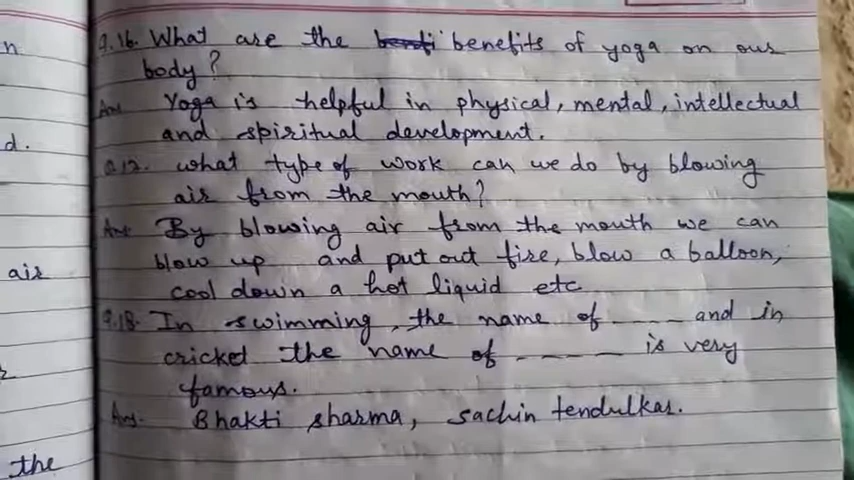 n
d.
air
the
Q.16. What are the benefits of yoga on our
body?
Ans Yoga is helpful in physical, mental, intellectual
and spiritual development.
Q.17. what type of work can we do by blowing
air from the mouth?
Ans By blowing air from the mouth we can
blow up and put out fire, blow a balloon,
cool down a hot liquid etc
Q.18. In swimming, the name of _ _ _ _ and in
cricket the name of _ _ _ _ _ is very
famous.
Ans. Bhakti sharma, sachin tendulkar.